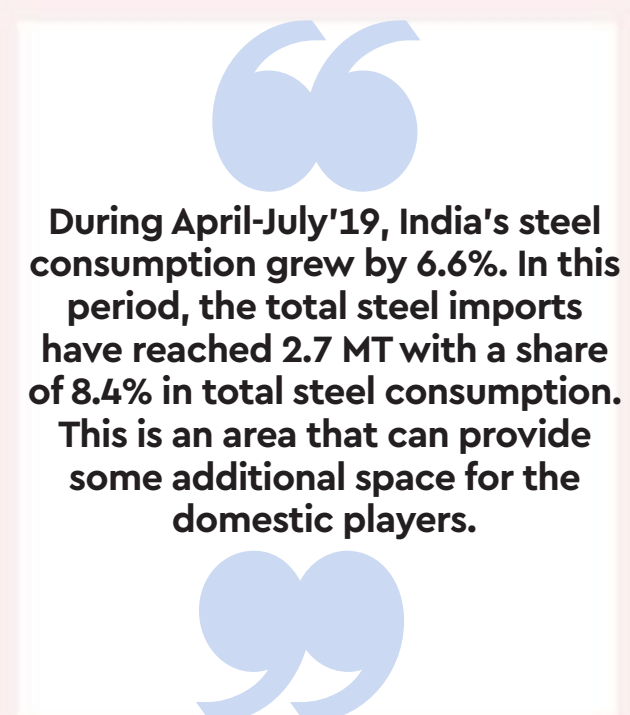 During April-July'19, India's steel
consumption grew by 6.6%. In this
period, the total steel imports
have reached 2.7 MT with a share
of 8.4% in total steel consumption.
This is an area that can provide
some additional space for the
domestic players.